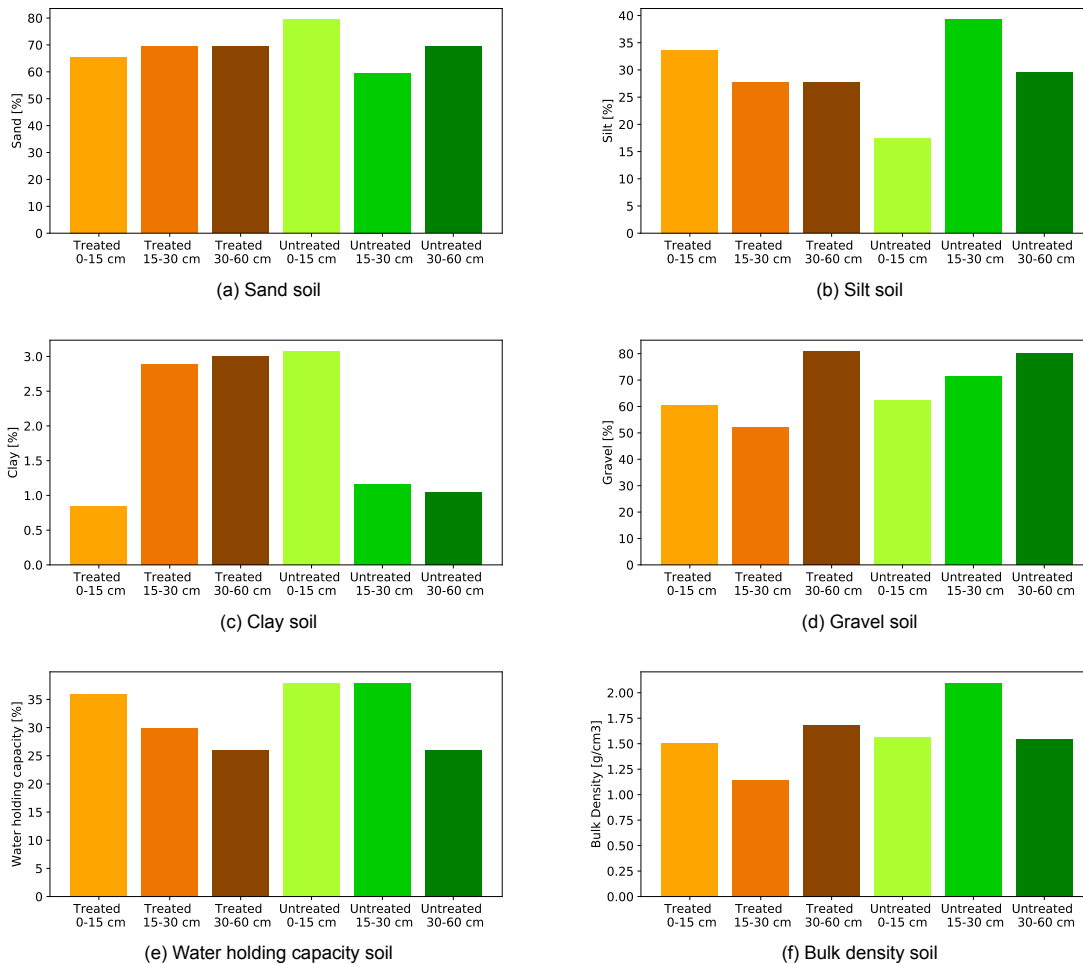 Sand [%]
80
70
60
50
40
30
20
10
0
Treated 0-15 cm
Treated 15-30 cm
Treated 30-60 cm
Untreated 0-15 cm
Untreated 15-30 cm
Untreated 30-60 cm
(a) Sand soil
Silt [%]
40
35
30
25
20
15
10
5
0
Treated 0-15 cm
Treated 15-30 cm
Treated 30-60 cm
Untreated 0-15 cm
Untreated 15-30 cm
Untreated 30-60 cm
(b) Silt soil
Clay [%]
3.0
2.5
2.0
1.5
1.0
0.5
0.0
Treated 0-15 cm
Treated 15-30 cm
Treated 30-60 cm
Untreated 0-15 cm
Untreated 15-30 cm
Untreated 30-60 cm
(c) Clay soil
Gravel [%]
80
70
60
50
40
30
20
10
0
Treated 0-15 cm
Treated 15-30 cm
Treated 30-60 cm
Untreated 0-15 cm
Untreated 15-30 cm
Untreated 30-60 cm
(d) Gravel soil
Water holding capacity [%]
35
30
25
20
15
10
5
0
Treated 0-15 cm
Treated 15-30 cm
Treated 30-60 cm
Untreated 0-15 cm
Untreated 15-30 cm
Untreated 30-60 cm
(e) Water holding capacity soil
Bulk Density [g/cm3]
2.00
1.75
1.50
1.25
1.00
0.75
0.50
0.25
0.00
Treated 0-15 cm
Treated 15-30 cm
Treated 30-60 cm
Untreated 0-15 cm
Untreated 15-30 cm
Untreated 30-60 cm
(f) Bulk density soil